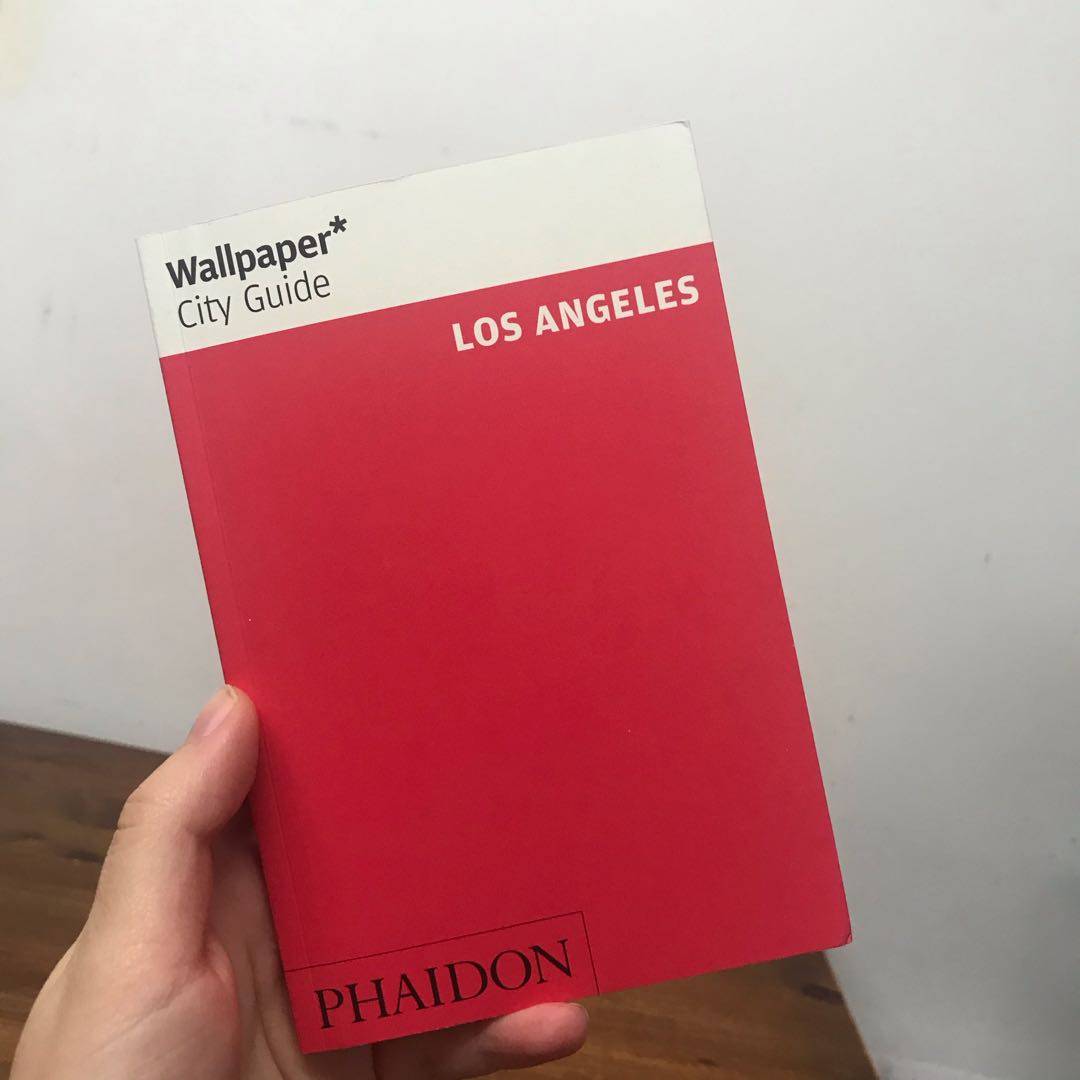 Wallpaper*
City Guide
LOS ANGELES
PHAIDON